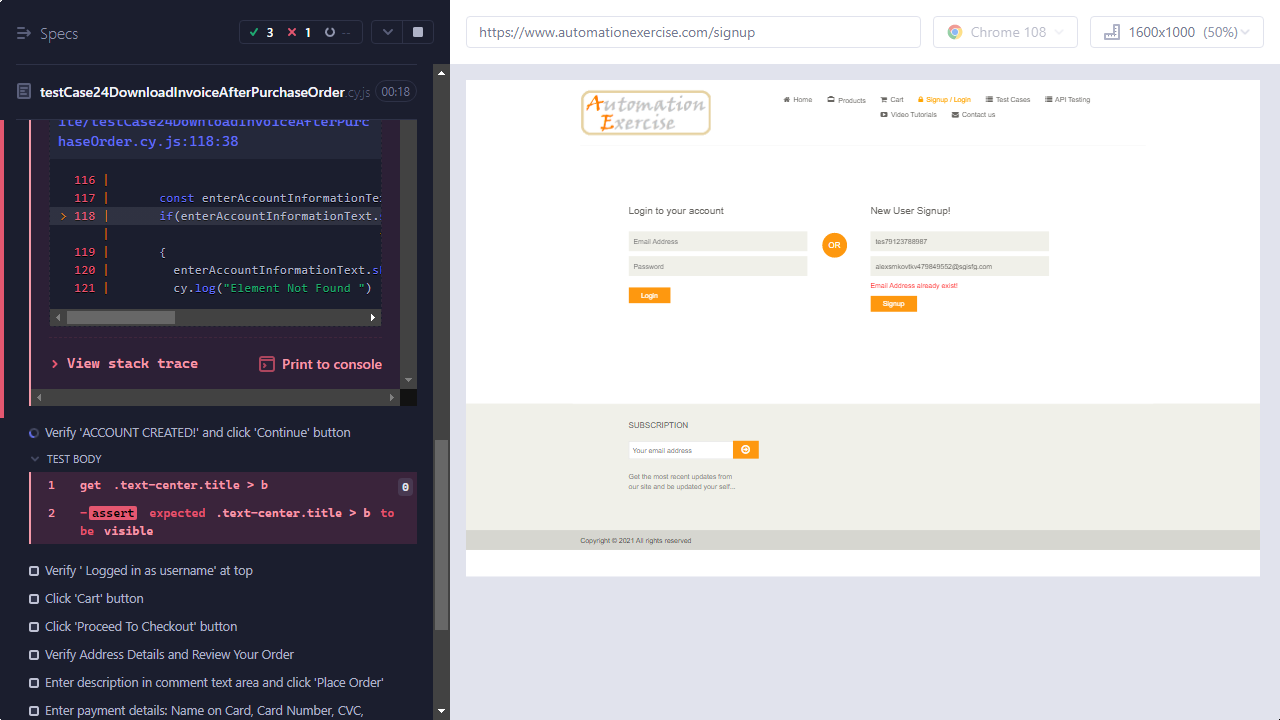 Specs
3
1
--
testCase24DownloadInvoiceAfterPurchaseOrder.cy.js 00:18
ite/testCase24DownloadInvoiceAfterPurc
haseOrder.cy.js:118:38
116 |
117 | const enterAccountInformationTe
> 118 | if(enterAccountInformationText.s
|
119 | {
120 | enterAccountInformationText.sh
121 | cy.log("Element Not Found ")
View stack trace
Print to console
Verify 'ACCOUNT CREATED!' and click 'Continue' button
TEST BODY
1 get .text-center.title > b 0
2 -assert expected .text-center.title > b to
be visible
Verify ' Logged in as username' at top
Click 'Cart' button
Click 'Proceed To Checkout' button
Verify Address Details and Review Your Order
Enter description in comment text area and click 'Place Order'
Enter payment details: Name on Card, Card Number, CVC,
https://www.automationexercise.com/signup
Chrome 108
1600x1000 (50%)
Automation
Exercise
Home
Products
Cart
Signup / Login
Test Cases
API Testing
Video Tutorials
Contact us
Login to your account
Email Address
Password
Login
OR
New User Signup!
tes79123788987
alexsmkovtkv479849552@sgisfg.com
Email Address already exist!
Signup
SUBSCRIPTION
Your email address
Get the most recent updates from
our site and be updated your self...
Copyright © 2021 All rights reserved